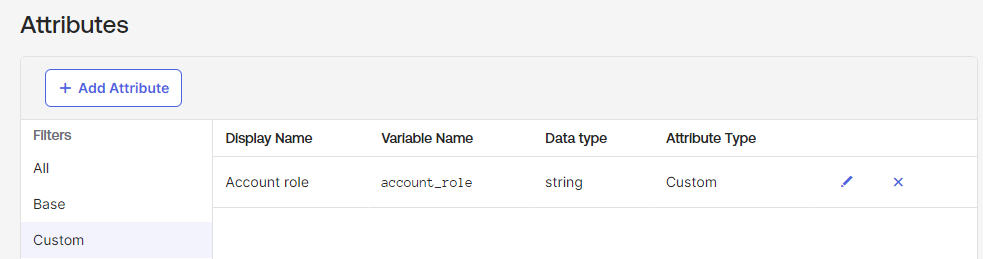 Attributes
+ Add Attribute
Filters
Display Name Variable Name Data type Attribute Type
All
Account role account_role string Custom
Base
Custom